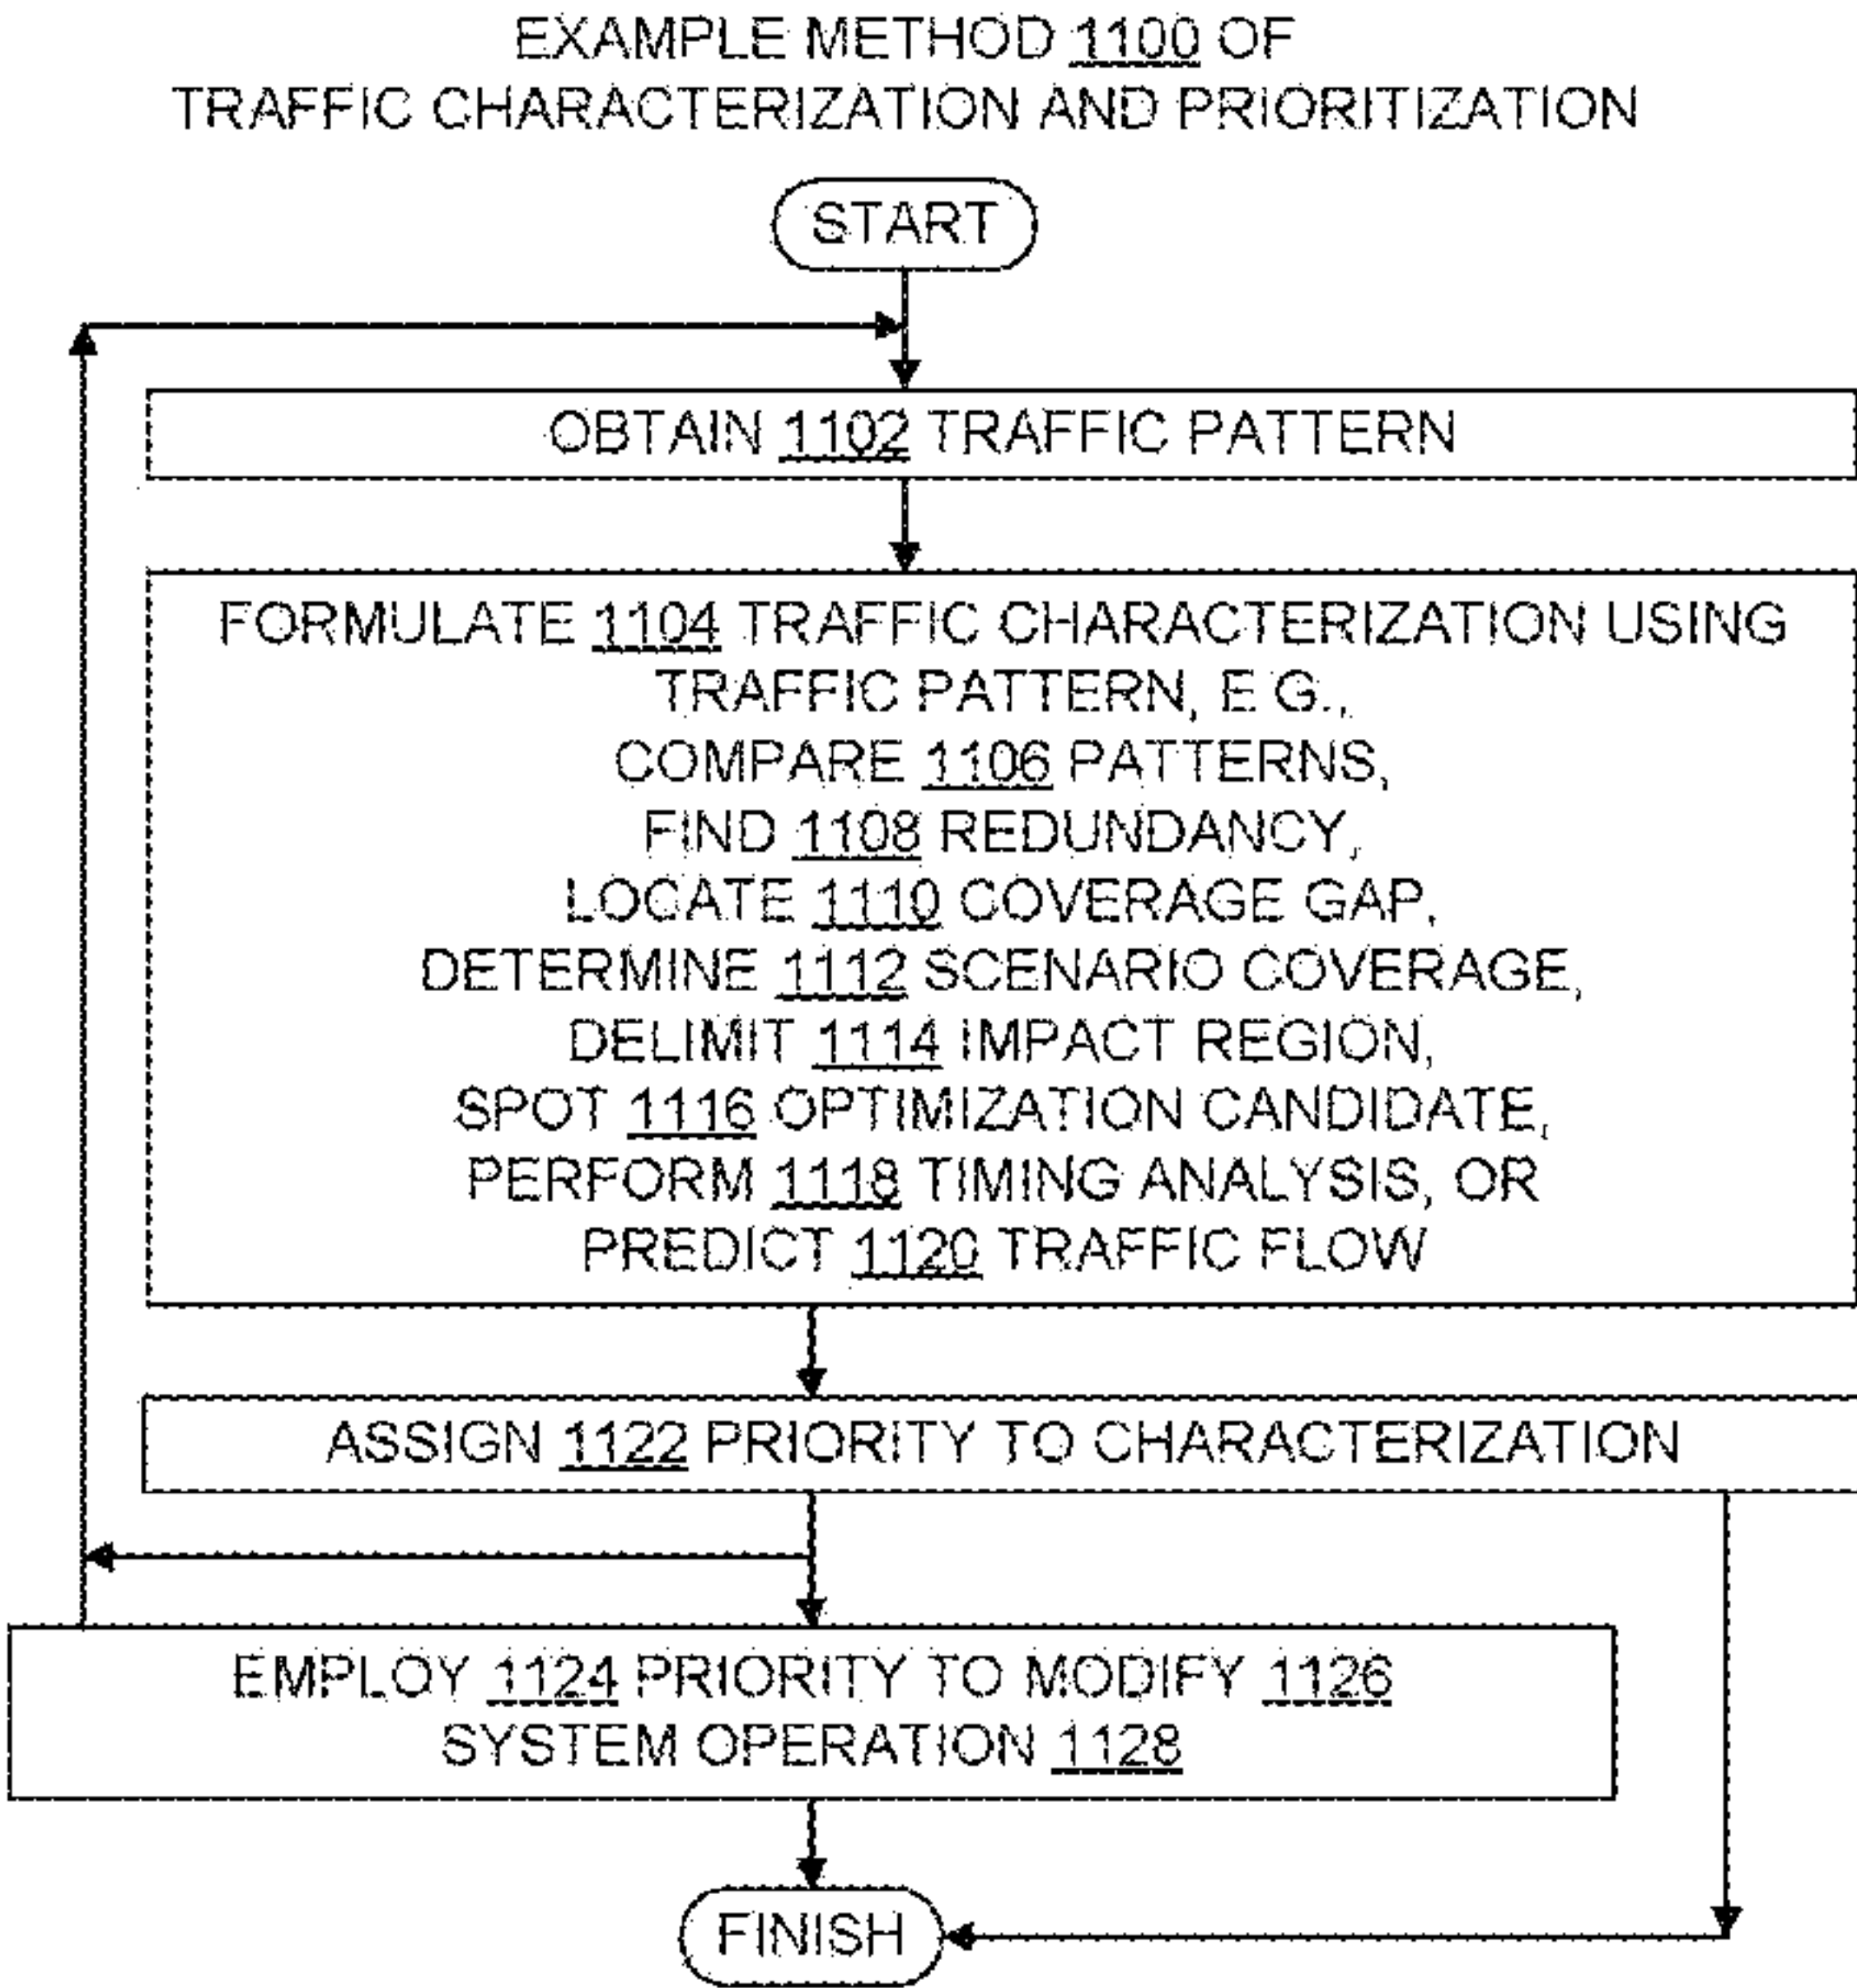 EXAMPLE METHOD 1100 OF
TRAFFIC CHARACTERIZATION AND PRIORITIZATION
START
OBTAIN 1102 TRAFFIC PATTERN
FORMULATE 1104 TRAFFIC CHARACTERIZATION USING
TRAFFIC PATTERN, E.G.,
COMPARE 1106 PATTERNS,
FIND 1108 REDUNDANCY,
LOCATE 1110 COVERAGE GAP,
DETERMINE 1112 SCENARIO COVERAGE,
DELIMIT 1114 IMPACT REGION,
SPOT 1116 OPTIMIZATION CANDIDATE,
PERFORM 1118 TIMING ANALYSIS, OR
PREDICT 1120 TRAFFIC FLOW
ASSIGN 1122 PRIORITY TO CHARACTERIZATION
EMPLOY 1124 PRIORITY TO MODIFY 1126
SYSTEM OPERATION 1128
FINISH